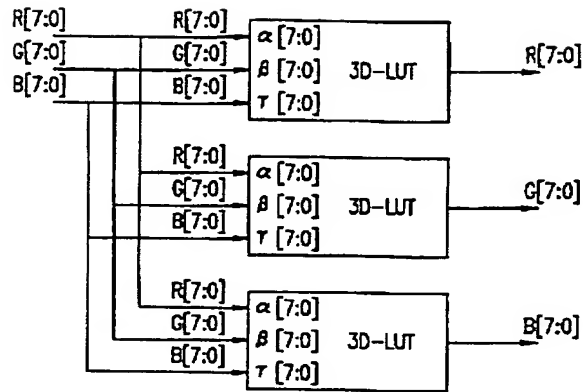 R[7:0] R[7:0] α [7:0] R[7:0]
G[7:0] G[7:0] β [7:0] 3D-LUT
B[7:0] B[7:0] τ [7:0]
R[7:0] α [7:0]
G[7:0] β [7:0] 3D-LUT G[7:0]
B[7:0] τ [7:0]
R[7:0] α [7:0]
G[7:0] β [7:0] 3D-LUT B[7:0]
B[7:0] τ [7:0]